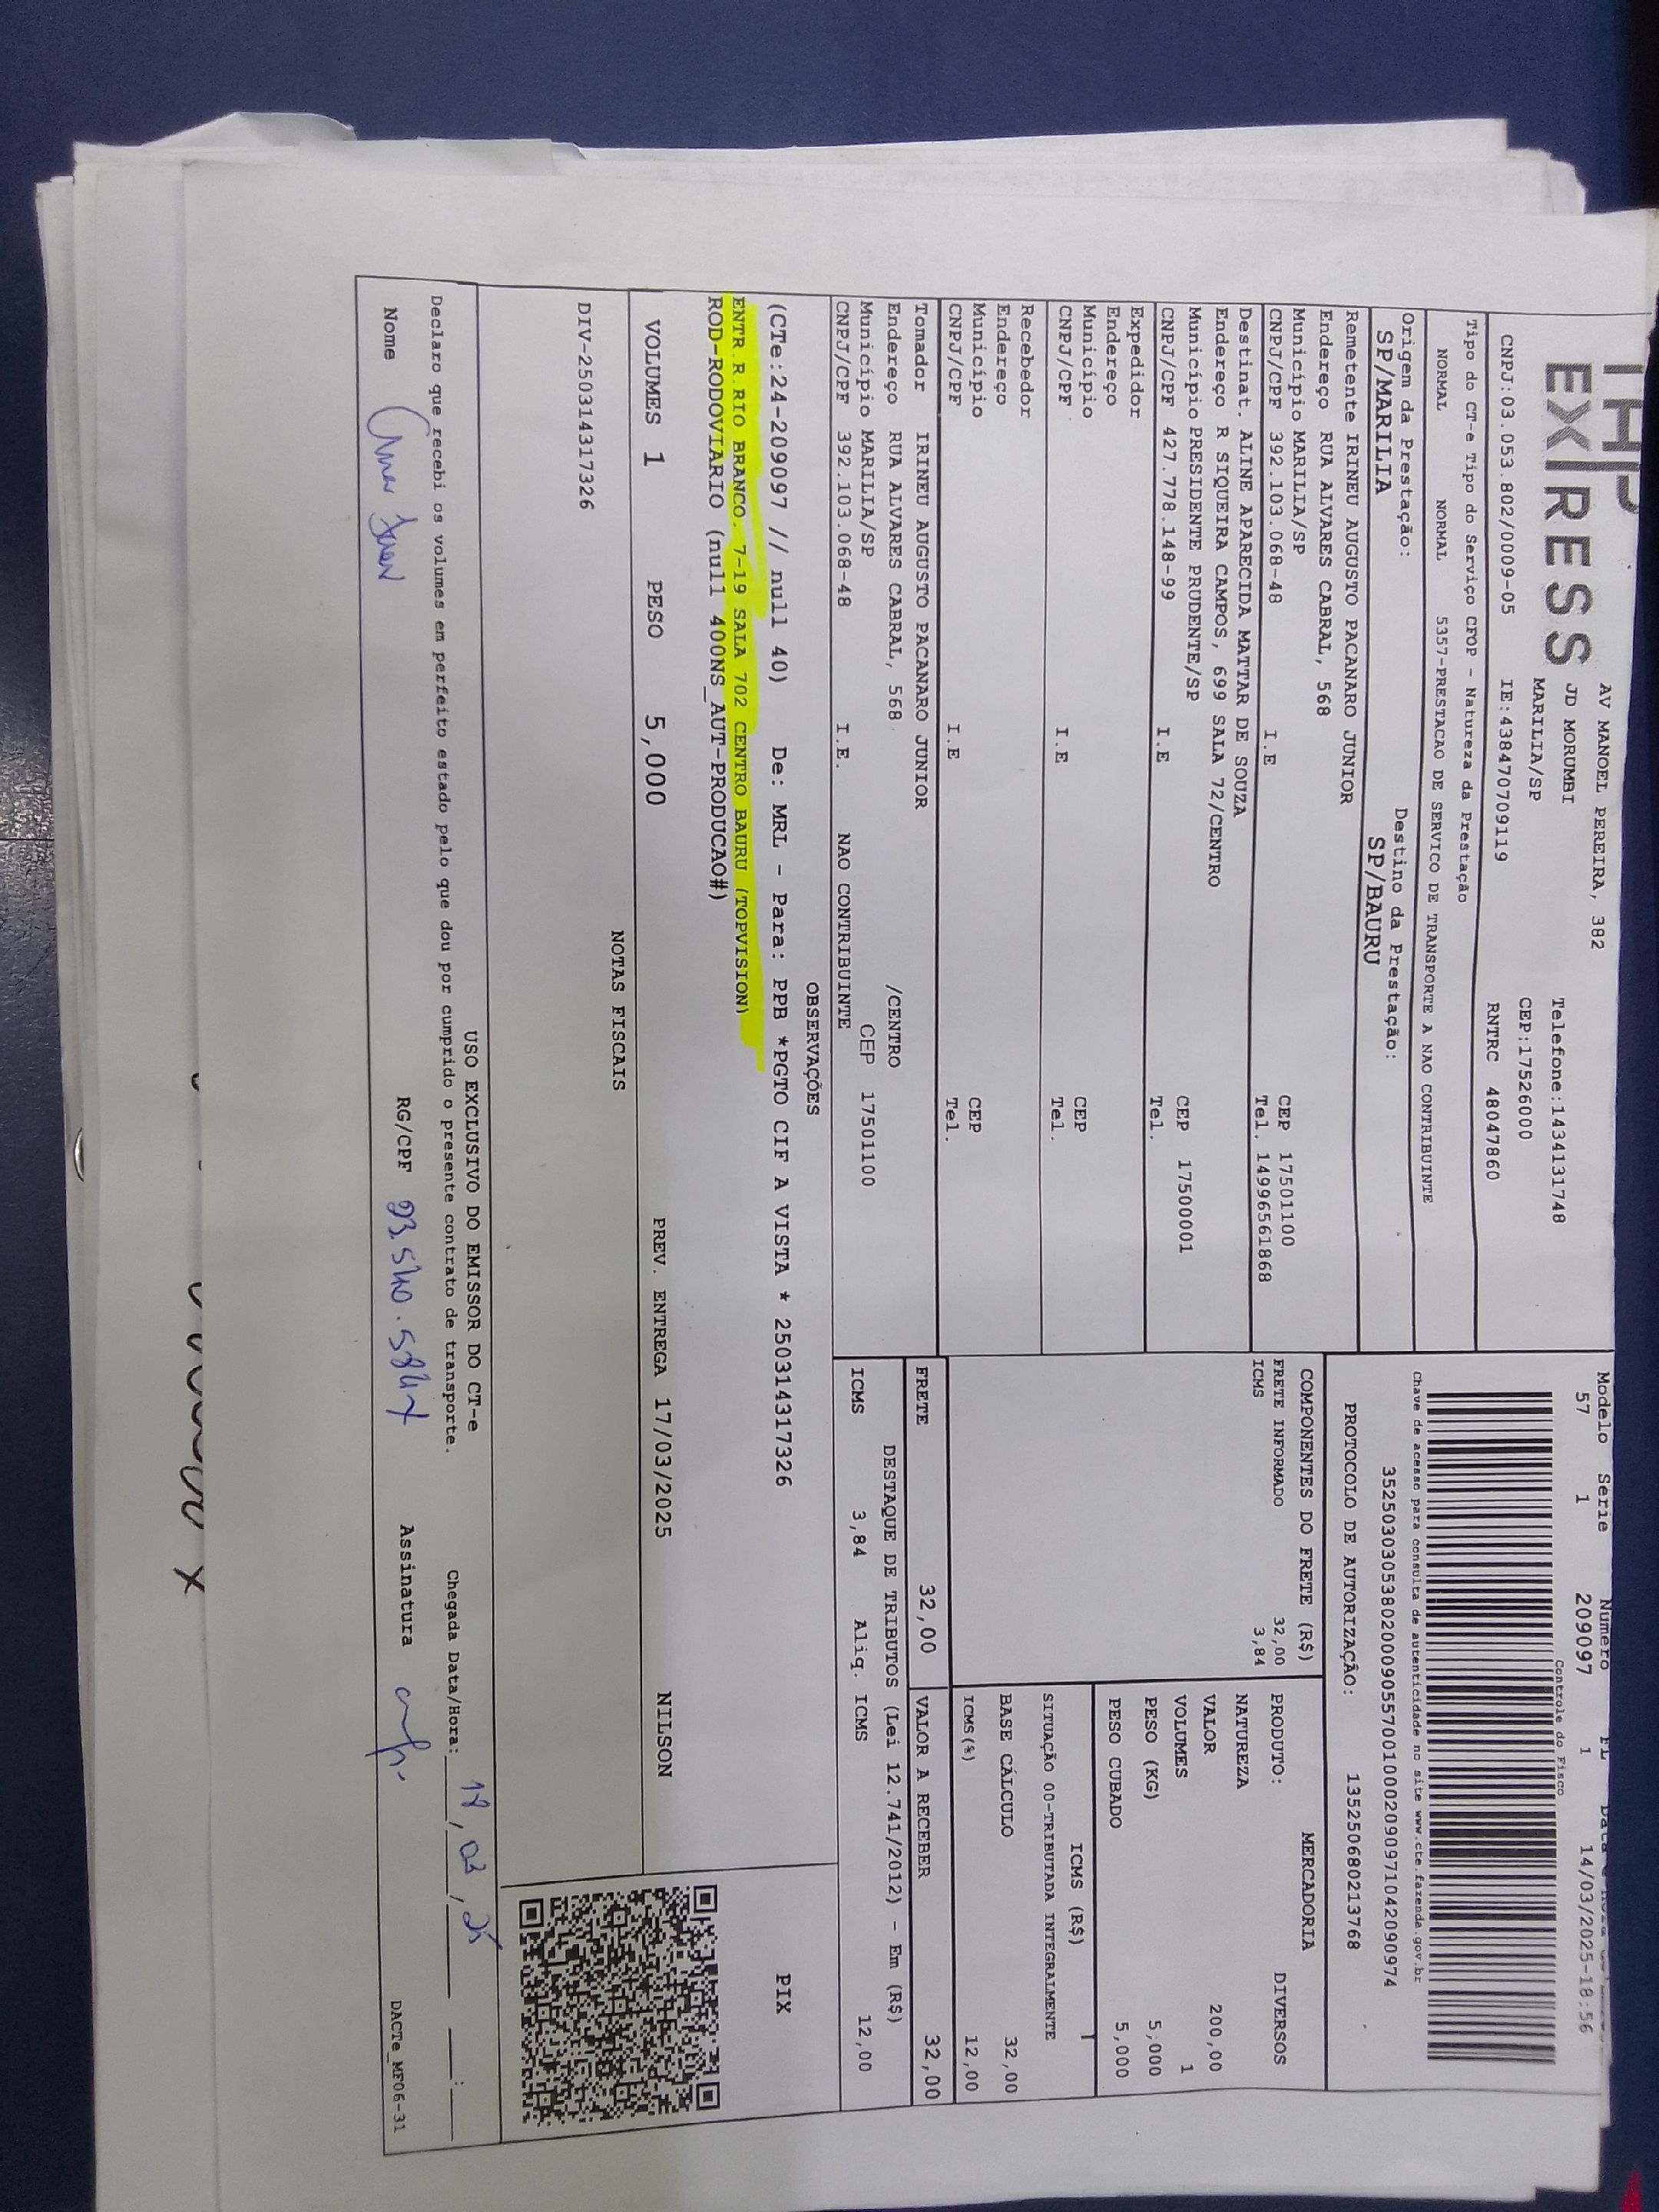 EXPRESS
AV MANOEL PEREIRA, 382
JD MORUMBI
MARILIA/SP
Telefone:1434131748
CEP:17526000
CNPJ:03.053.802/0009-05 IE:438470709119 RNTRC 48047860
Tipo do CT-e Tipo do Serviço CFOP - Natureza da Prestação
NORMAL NORMAL 5357-PRESTACAO DE SERVICO DE TRANSPORTE A NAO CONTRIBUINTE
Origem da Prestação: Destino da Prestação:
SP/MARILIA SP/BAURU
Modelo Série Número FL
57 1 209097 1 14/03/2025-18:56
Controle do Fisco
Chave de acesso para consulta de autenticidade no site www.cte.fazenda.gov.br
35250303053802000905570010002090971042090974
PROTOCOLO DE AUTORIZAÇÃO: 135250680213768
Remetente IRINEU AUGUSTO PACANARO JUNIOR
Endereço RUA ALVARES CABRAL, 568
Município MARILIA/SP CEP 17501100
CNPJ/CPF 392.103.068-48 I.E Tel. 14996561868
Destinat. ALINE APARECIDA MATTAR DE SOUZA
Endereço R SIQUEIRA CAMPOS, 699 SALA 72/CENTRO
Município PRESIDENTE PRUDENTE/SP CEP 17500001
CNPJ/CPF 427.778.148-99 I.E Tel.
Expedidor
Endereço
Município CEP
CNPJ/CPF I.E Tel.
Recebedor
Endereço
Município CEP
CNPJ/CPF I.E Tel.
Tomador IRINEU AUGUSTO PACANARO JUNIOR
Endereço RUA ALVARES CABRAL, 568 /CENTRO
Município MARILIA/SP CEP 17501100
CNPJ/CPF 392.103.068-48 I.E. NAO CONTRIBUINTE
COMPONENTES DO FRETE (R$)
FRETE INFORMADO 32,00
ICMS 3,84
MERCADORIA
PRODUTO: DIVERSOS
NATUREZA
VALOR 200,00
VOLUMES 1
PESO (KG) 5,000
PESO CUBADO 5,000
ICMS (R$)
SITUAÇÃO 00-TRIBUTADA INTEGRALMENTE
BASE CÁLCULO 32,00
ICMS(%) 12,00
FRETE 32,00 VALOR A RECEBER 32,00
DESTAQUE DE TRIBUTOS (Lei 12.741/2012) - Em (R$)
ICMS 3,84 Aliq. ICMS 12,00
OBSERVAÇÕES
(CTe:24-209097 // null 40) De: MRL - Para: PPB *PGTO CIF A VISTA * 250314317326
ENTR.R.RIO BRANCO. 7-19 SALA 702 CENTRO BAURU (TOPVISION)
ROD-RODOVIARIO (null 400NS_AUT-PRODUCAO#)
PIX
VOLUMES 1 PESO 5,000 PREV. ENTREGA 17/03/2025 NILSON
NOTAS FISCAIS
DIV-250314317326
USO EXCLUSIVO DO EMISSOR DO CT-e
Declaro que recebi os volumes em perfeito estado pelo que dou por cumprido o presente contrato de transporte.
Chegada Data/Hora:
Nome RG/CPF 23.540.5847 Assinatura
DACTe_MF06-31